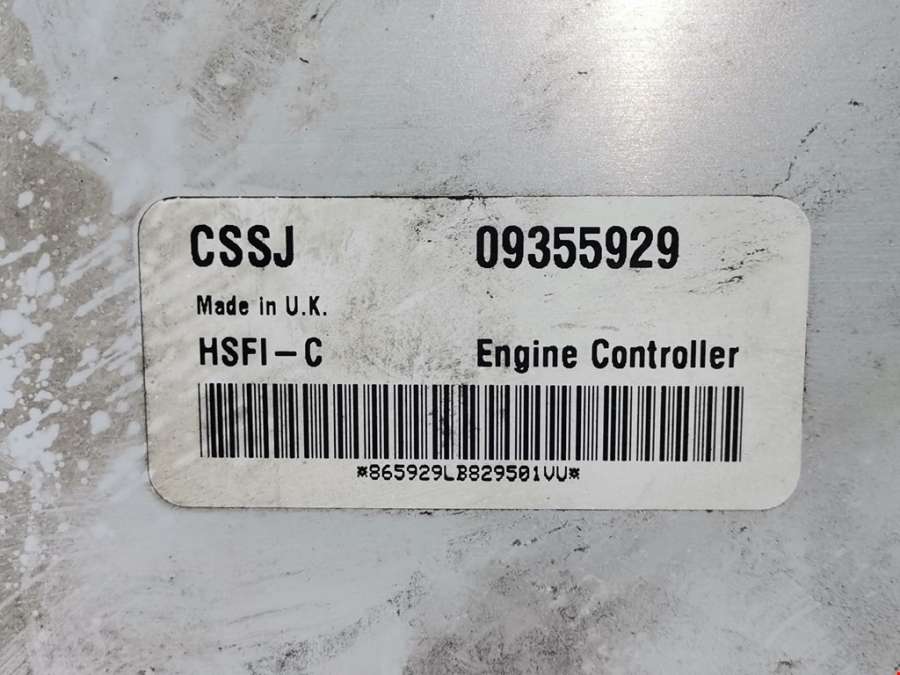 CSSJ 09355929
Made in U.K.
HSFI-C Engine Controller
*865929LB829501VU*